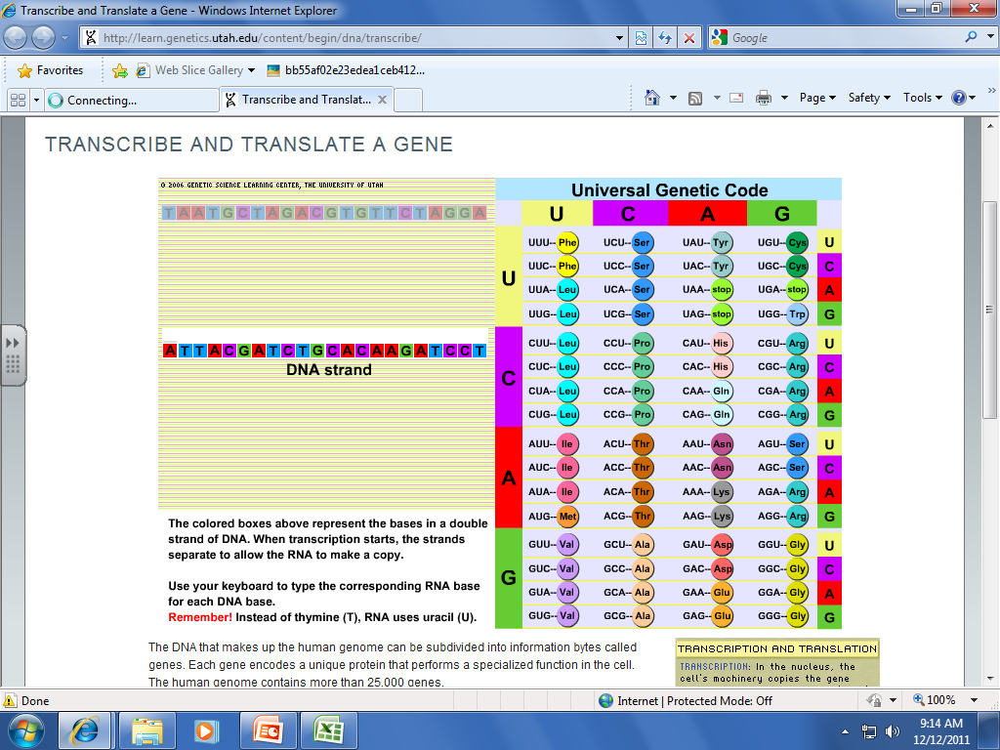 Transcribe and Translate a Gene - Windows Internet Explorer
http://learn.genetics.utah.edu/content/begin/dna/transcribe/
Google
Favorites
Web Slice Gallery
bb55af02e23edea1ceb412...
Connecting...
Transcribe and Translat...
Page
Safety
Tools
TRANSCRIBE AND TRANSLATE A GENE
© 2006 GENETIC SCIENCE LEARNING CENTER, THE UNIVERSITY OF UTAH
TAATGCTAGACGTGTTCTAGGA
ATTACGATCTGCACAAGATCCT
DNA strand
The colored boxes above represent the bases in a double
strand of DNA. When transcription starts, the strands
separate to allow the RNA to make a copy.
Use your keyboard to type the corresponding RNA base
for each DNA base.
Remember! Instead of thymine (T), RNA uses uracil (U).
Universal Genetic Code
U C A G
U
UUU-- Phe UCU-- Ser UAU-- Tyr UGU-- Cys U
UUC-- Phe UCC-- Ser UAC-- Tyr UGC-- Cys C
UUA-- Leu UCA-- Ser UAA-- stop UGA-- stop A
UUG-- Leu UCG-- Ser UAG-- stop UGG-- Trp G
C
CUU-- Leu CCU-- Pro CAU-- His CGU-- Arg U
CUC-- Leu CCC-- Pro CAC-- His CGC-- Arg C
CUA-- Leu CCA-- Pro CAA-- Gln CGA-- Arg A
CUG-- Leu CCG-- Pro CAG-- Gln CGG-- Arg G
A
AUU-- Ile ACU-- Thr AAU-- Asn AGU-- Ser U
AUC-- Ile ACC-- Thr AAC-- Asn AGC-- Ser C
AUA-- Ile ACA-- Thr AAA-- Lys AGA-- Arg A
AUG-- Met ACG-- Thr AAG-- Lys AGG-- Arg G
G
GUU-- Val GCU-- Ala GAU-- Asp GGU-- Gly U
GUC-- Val GCC-- Ala GAC-- Asp GGC-- Gly C
GUA-- Val GCA-- Ala GAA-- Glu GGA-- Gly A
GUG-- Val GCG-- Ala GAG-- Glu GGG-- Gly G
The DNA that makes up the human genome can be subdivided into information bytes called
genes. Each gene encodes a unique protein that performs a specialized function in the cell.
The human genome contains more than 25,000 genes.
TRANSCRIPTION AND TRANSLATION
TRANSCRIPTION: In the nucleus, the
cell's machinery copies the gene
Done
Internet | Protected Mode: Off
100%
9:14 AM
12/12/2011